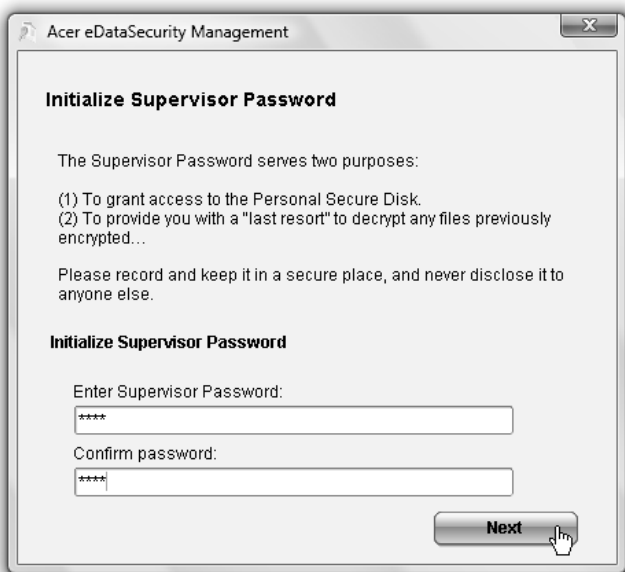 Acer eDataSecurity Management
Initialize Supervisor Password
The Supervisor Password serves two purposes:
(1) To grant access to the Personal Secure Disk.
(2) To provide you with a "last resort" to decrypt any files previously
encrypted...
Please record and keep it in a secure place, and never disclose it to
anyone else.
Initialize Supervisor Password
Enter Supervisor Password:
****
Confirm password:
****
Next